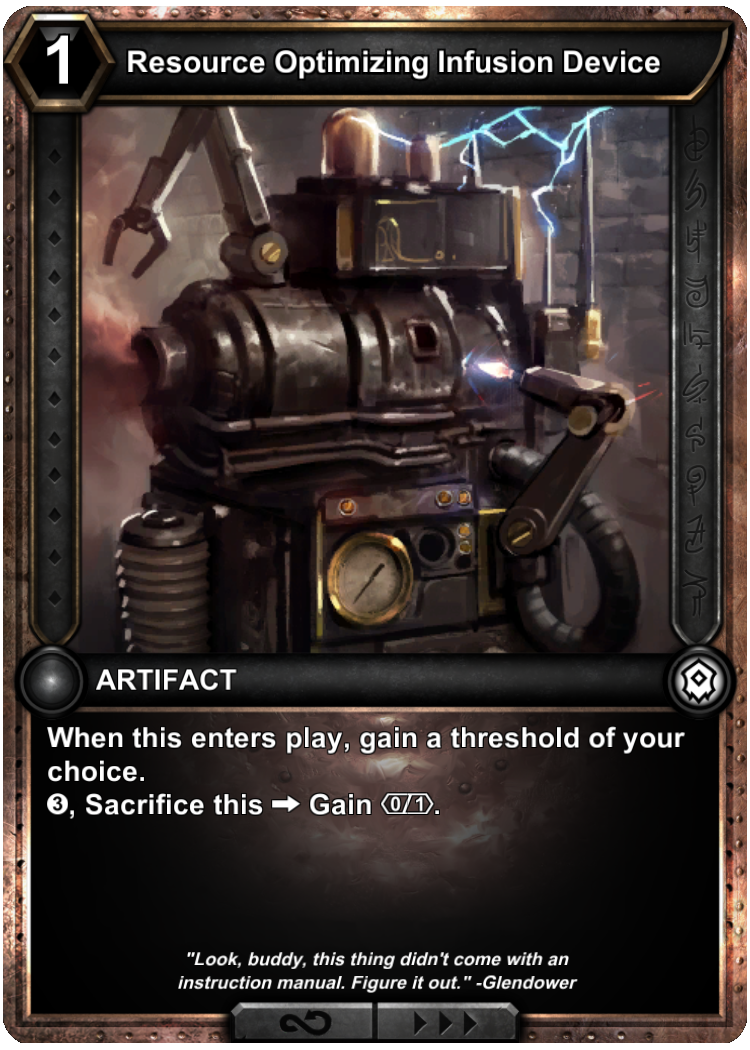 1
Resource Optimizing Infusion Device
ARTIFACT
When this enters play, gain a threshold of your
choice.
❸, Sacrifice this ➡ Gain ⟨0/1⟩.
"Look, buddy, this thing didn't come with an
instruction manual. Figure it out." -Glendower